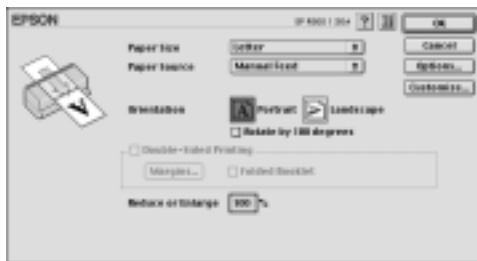 EPSON
OK
Paper Size Letter Cancel
Paper Source Manual feed Options...
Customize...
Orientation Portrait Landscape
Rotate by 180 degrees
Double-Sided Printing
Margins... Folded Booklet
Reduce or Enlarge 100 %